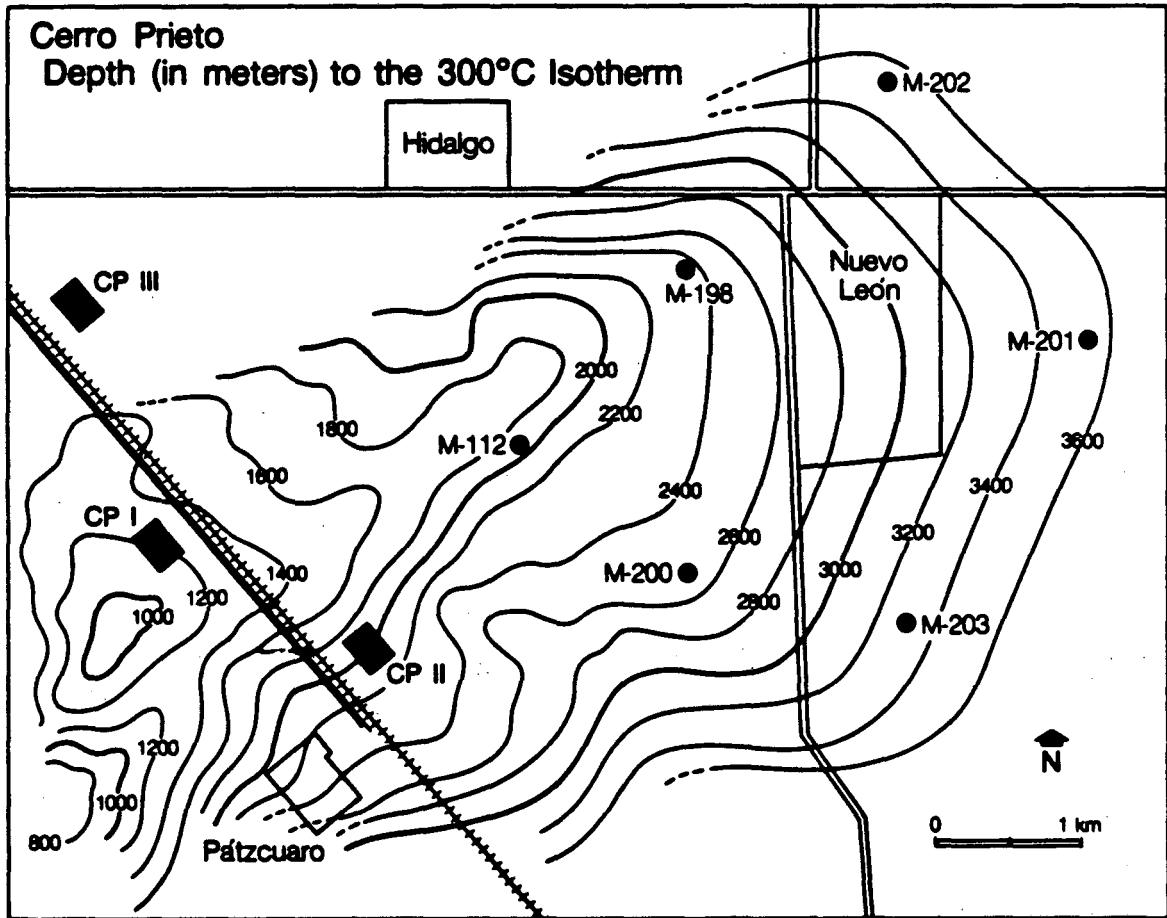 Cerro Prieto
Depth (in meters) to the 300°C Isotherm
M-202
Hidalgo
CP III
Nuevo
León
M-198
M-201
2000
2200
1800
M-112
3600
1600
2400
3400
CP I
3200
2600
1400
M-200
3000
1200
2800
1000
M-203
CP II
1200
N
1000
0 1 km
800
Pátzcuaro